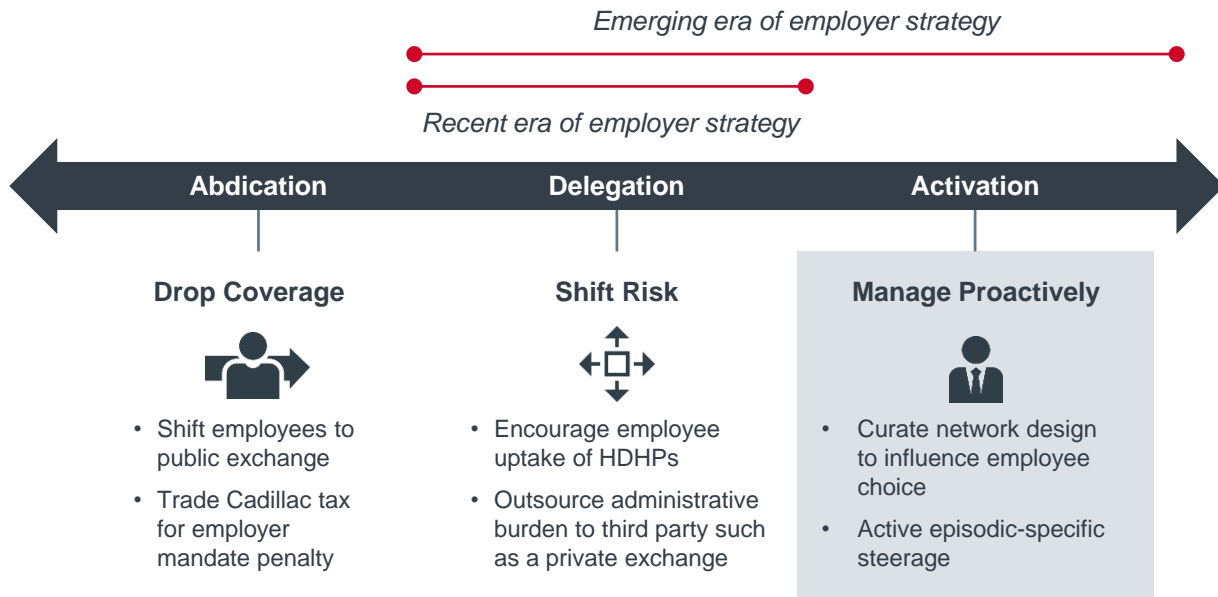 Emerging era of employer strategy
Recent era of employer strategy
Abdication
Delegation
Activation
Drop Coverage
• Shift employees to
public exchange
• Trade Cadillac tax
for employer
mandate penalty
Shift Risk
• Encourage employee
uptake of HDHPs
• Outsource administrative
burden to third party such
as a private exchange
Manage Proactively
• Curate network design
to influence employee
choice
• Active episodic-specific
steerage